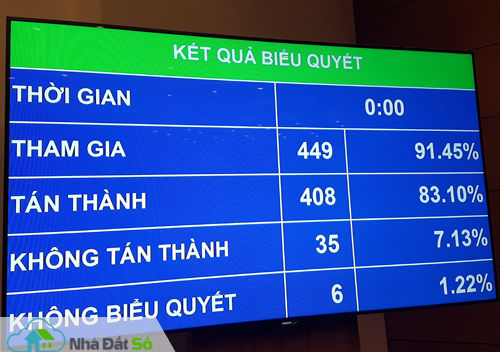 KẾT QUẢ BIỂU QUYẾT
THỜI GIAN 0:00
THAM GIA 449 91.45%
TÁN THÀNH 408 83.10%
KHÔNG TÁN THÀNH 35 7.13%
KHÔNG BIỂU QUYẾT 6 1.22%
Nhà Đất Số